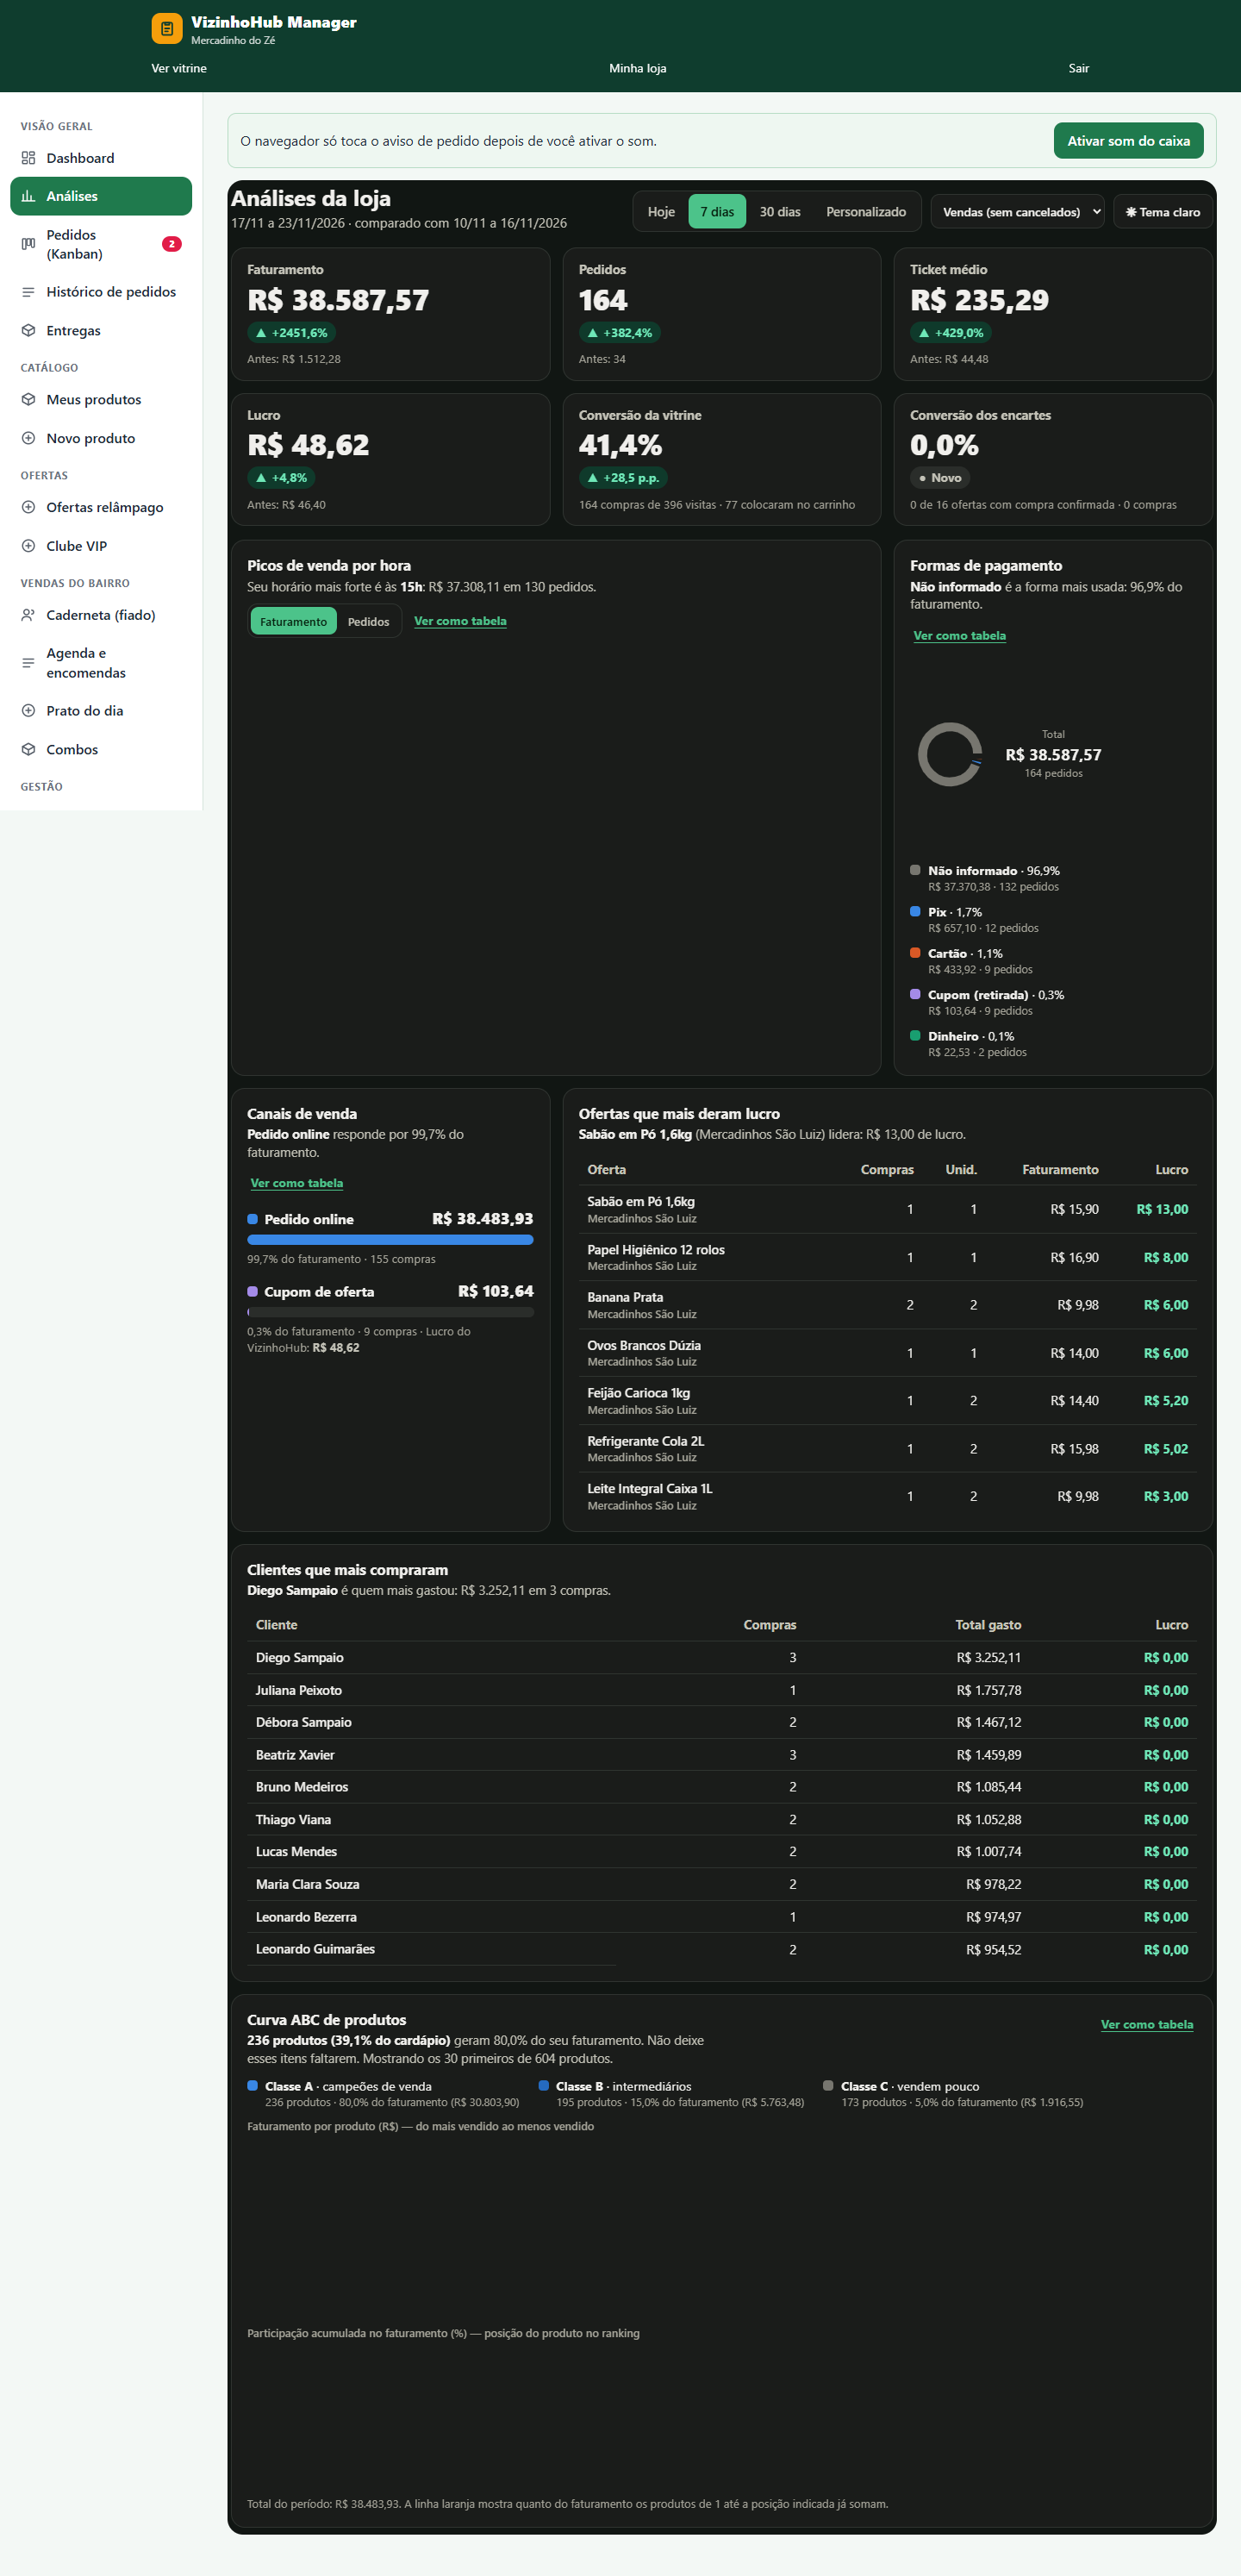 VizinhoHub Manager
Mercadinho do Zé
Ver vitrine
Minha loja
Sair
VISÃO GERAL
Dashboard
Análises
Pedidos
(Kanban)
2
Histórico de pedidos
Entregas
CATÁLOGO
Meus produtos
Novo produto
OFERTAS
Ofertas relâmpago
Clube VIP
VENDAS DO BAIRRO
Caderneta (fiado)
Agenda e
encomendas
Prato do dia
Combos
GESTÃO
O navegador só toca o aviso de pedido depois de você ativar o som.
Ativar som do caixa
Análises da loja
17/11 a 23/11/2026 · comparado com 10/11 a 16/11/2026
Hoje
7 dias
30 dias
Personalizado
Vendas (sem cancelados)
Tema claro
Faturamento
R$ 38.587,57
▲ +2451,6%
Antes: R$ 1.512,28
Pedidos
164
▲ +382,4%
Antes: 34
Ticket médio
R$ 235,29
▲ +429,0%
Antes: R$ 44,48
Lucro
R$ 48,62
▲ +4,8%
Antes: R$ 46,40
Conversão da vitrine
41,4%
▲ +28,5 p.p.
164 compras de 396 visitas · 77 colocaram no carrinho
Conversão dos encartes
0,0%
● Novo
0 de 16 ofertas com compra confirmada · 0 compras
Picos de venda por hora
Seu horário mais forte é às 15h: R$ 37.308,11 em 130 pedidos.
Faturamento
Pedidos
Ver como tabela
Formas de pagamento
Não informado é a forma mais usada: 96,9% do
faturamento.
Ver como tabela
Total
R$ 38.587,57
164 pedidos
Não informado · 96,9%
R$ 37.370,38 · 132 pedidos
Pix · 1,7%
R$ 657,10 · 12 pedidos
Cartão · 1,1%
R$ 433,92 · 9 pedidos
Cupom (retirada) · 0,3%
R$ 103,64 · 9 pedidos
Dinheiro · 0,1%
R$ 22,53 · 2 pedidos
Canais de venda
Pedido online responde por 99,7% do
faturamento.
Ver como tabela
Pedido online R$ 38.483,93
99,7% do faturamento · 155 compras
Cupom de oferta R$ 103,64
0,3% do faturamento · 9 compras · Lucro do
VizinhoHub: R$ 48,62
Ofertas que mais deram lucro
Sabão em Pó 1,6kg (Mercadinhos São Luiz) lidera: R$ 13,00 de lucro.
Oferta Compras Unid. Faturamento Lucro
Sabão em Pó 1,6kg
Mercadinhos São Luiz
1 1 R$ 15,90 R$ 13,00
Papel Higiênico 12 rolos
Mercadinhos São Luiz
1 1 R$ 16,90 R$ 8,00
Banana Prata
Mercadinhos São Luiz
2 2 R$ 9,98 R$ 6,00
Ovos Brancos Dúzia
Mercadinhos São Luiz
1 1 R$ 14,00 R$ 6,00
Feijão Carioca 1kg
Mercadinhos São Luiz
1 2 R$ 14,40 R$ 5,20
Refrigerante Cola 2L
Mercadinhos São Luiz
1 2 R$ 15,98 R$ 5,02
Leite Integral Caixa 1L
Mercadinhos São Luiz
1 2 R$ 9,98 R$ 3,00
Clientes que mais compraram
Diego Sampaio é quem mais gastou: R$ 3.252,11 em 3 compras.
Cliente Compras Total gasto Lucro
Diego Sampaio 3 R$ 3.252,11 R$ 0,00
Juliana Peixoto 1 R$ 1.757,78 R$ 0,00
Débora Sampaio 2 R$ 1.467,12 R$ 0,00
Beatriz Xavier 3 R$ 1.459,89 R$ 0,00
Bruno Medeiros 2 R$ 1.085,44 R$ 0,00
Thiago Viana 2 R$ 1.052,88 R$ 0,00
Lucas Mendes 2 R$ 1.007,74 R$ 0,00
Maria Clara Souza 2 R$ 978,22 R$ 0,00
Leonardo Bezerra 1 R$ 974,97 R$ 0,00
Leonardo Guimarães 2 R$ 954,52 R$ 0,00
Curva ABC de produtos
236 produtos (39,1% do cardápio) geram 80,0% do seu faturamento. Não deixe
esses itens faltarem. Mostrando os 30 primeiros de 604 produtos.
Ver como tabela
Classe A · campeões de venda
236 produtos · 80,0% do faturamento (R$ 30.803,90)
Classe B · intermediários
195 produtos · 15,0% do faturamento (R$ 5.763,48)
Classe C · vendem pouco
173 produtos · 5,0% do faturamento (R$ 1.916,55)
Faturamento por produto (R$) — do mais vendido ao menos vendido
Participação acumulada no faturamento (%) — posição do produto no ranking
Total do período: R$ 38.483,93. A linha laranja mostra quanto do faturamento os produtos de 1 até a posição indicada já somam.